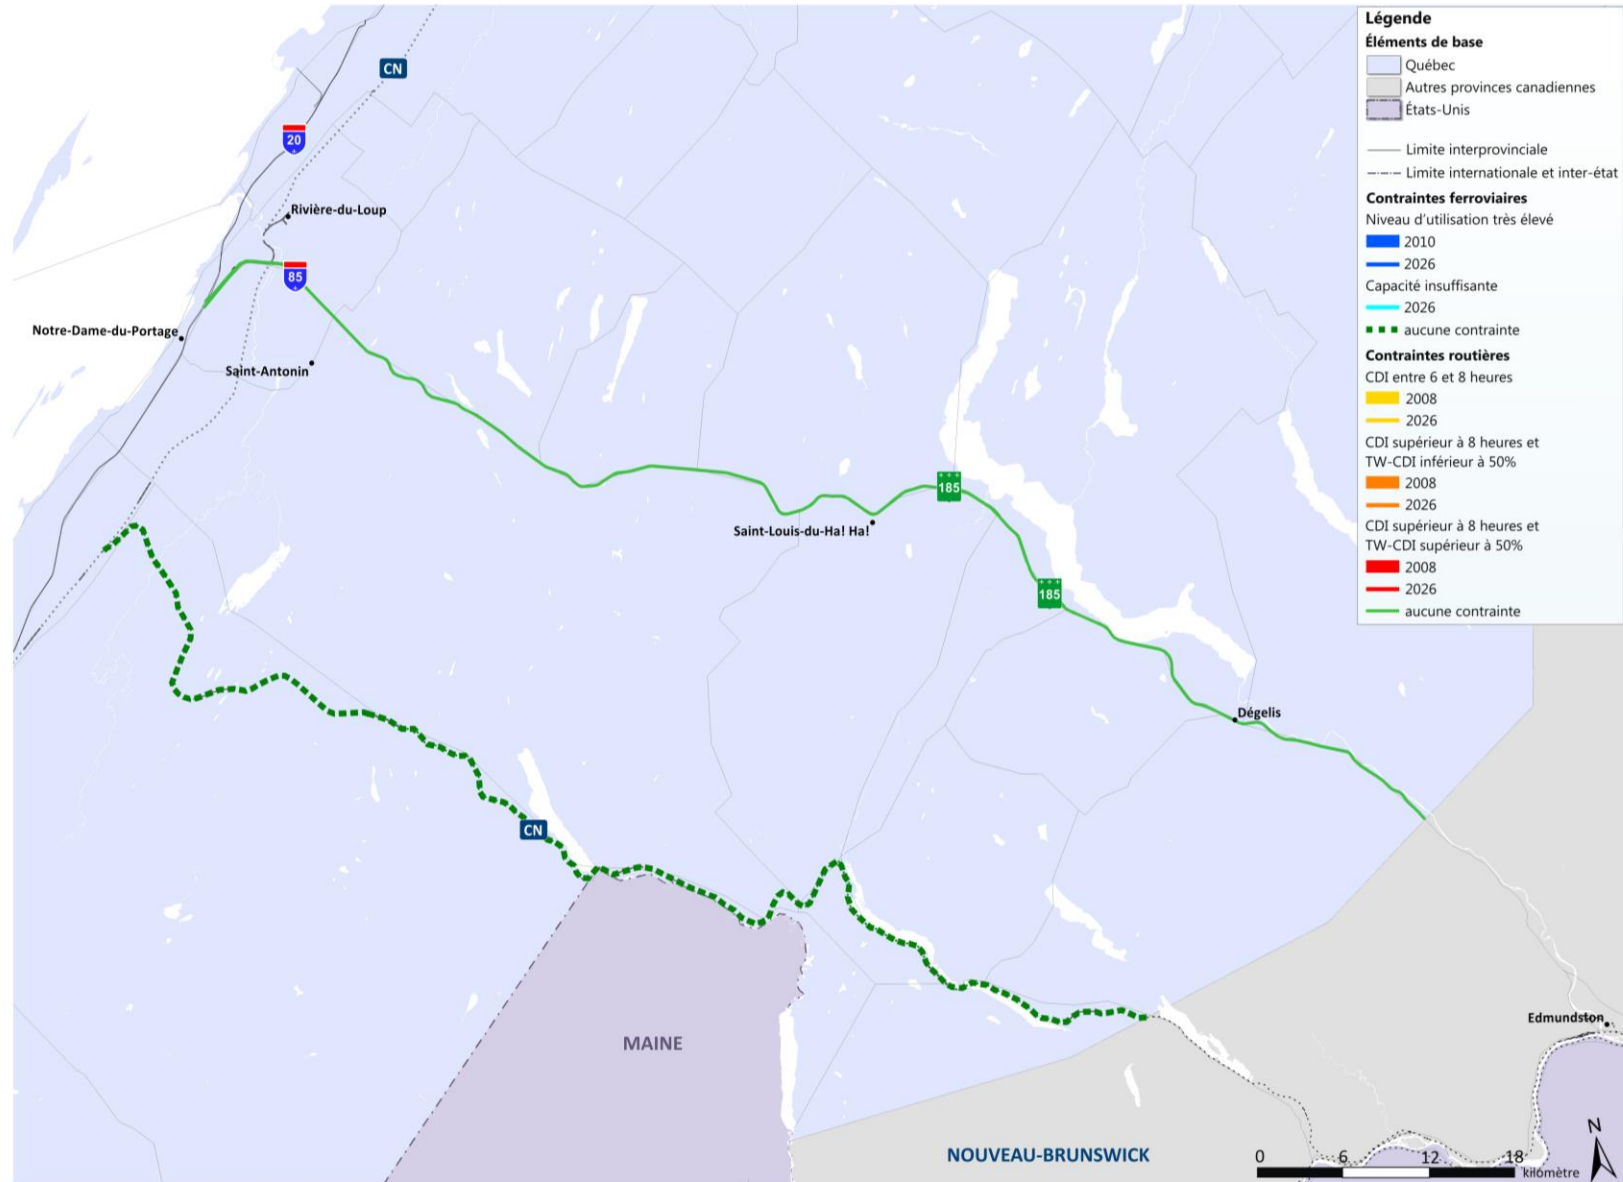 CN
20
Rivière-du-Loup
85
Notre-Dame-du-Portage
Saint-Antonin
185
Saint-Louis-du-Ha! Ha!
185
Dégelis
CN
MAINE
Edmundston
NOUVEAU-BRUNSWICK
Légende
Éléments de base
Québec
Autres provinces canadiennes
États-Unis
Limite interprovinciale
Limite internationale et inter-état
Contraintes ferroviaires
Niveau d'utilisation très élevé
2010
2026
Capacité insuffisante
2026
aucune contrainte
Contraintes routières
CDI entre 6 et 8 heures
2008
2026
CDI supérieur à 8 heures et
TW-CDI inférieur à 50%
2008
2026
CDI supérieur à 8 heures et
TW-CDI supérieur à 50%
2008
2026
aucune contrainte
N
0 6 12 18
kilomètre